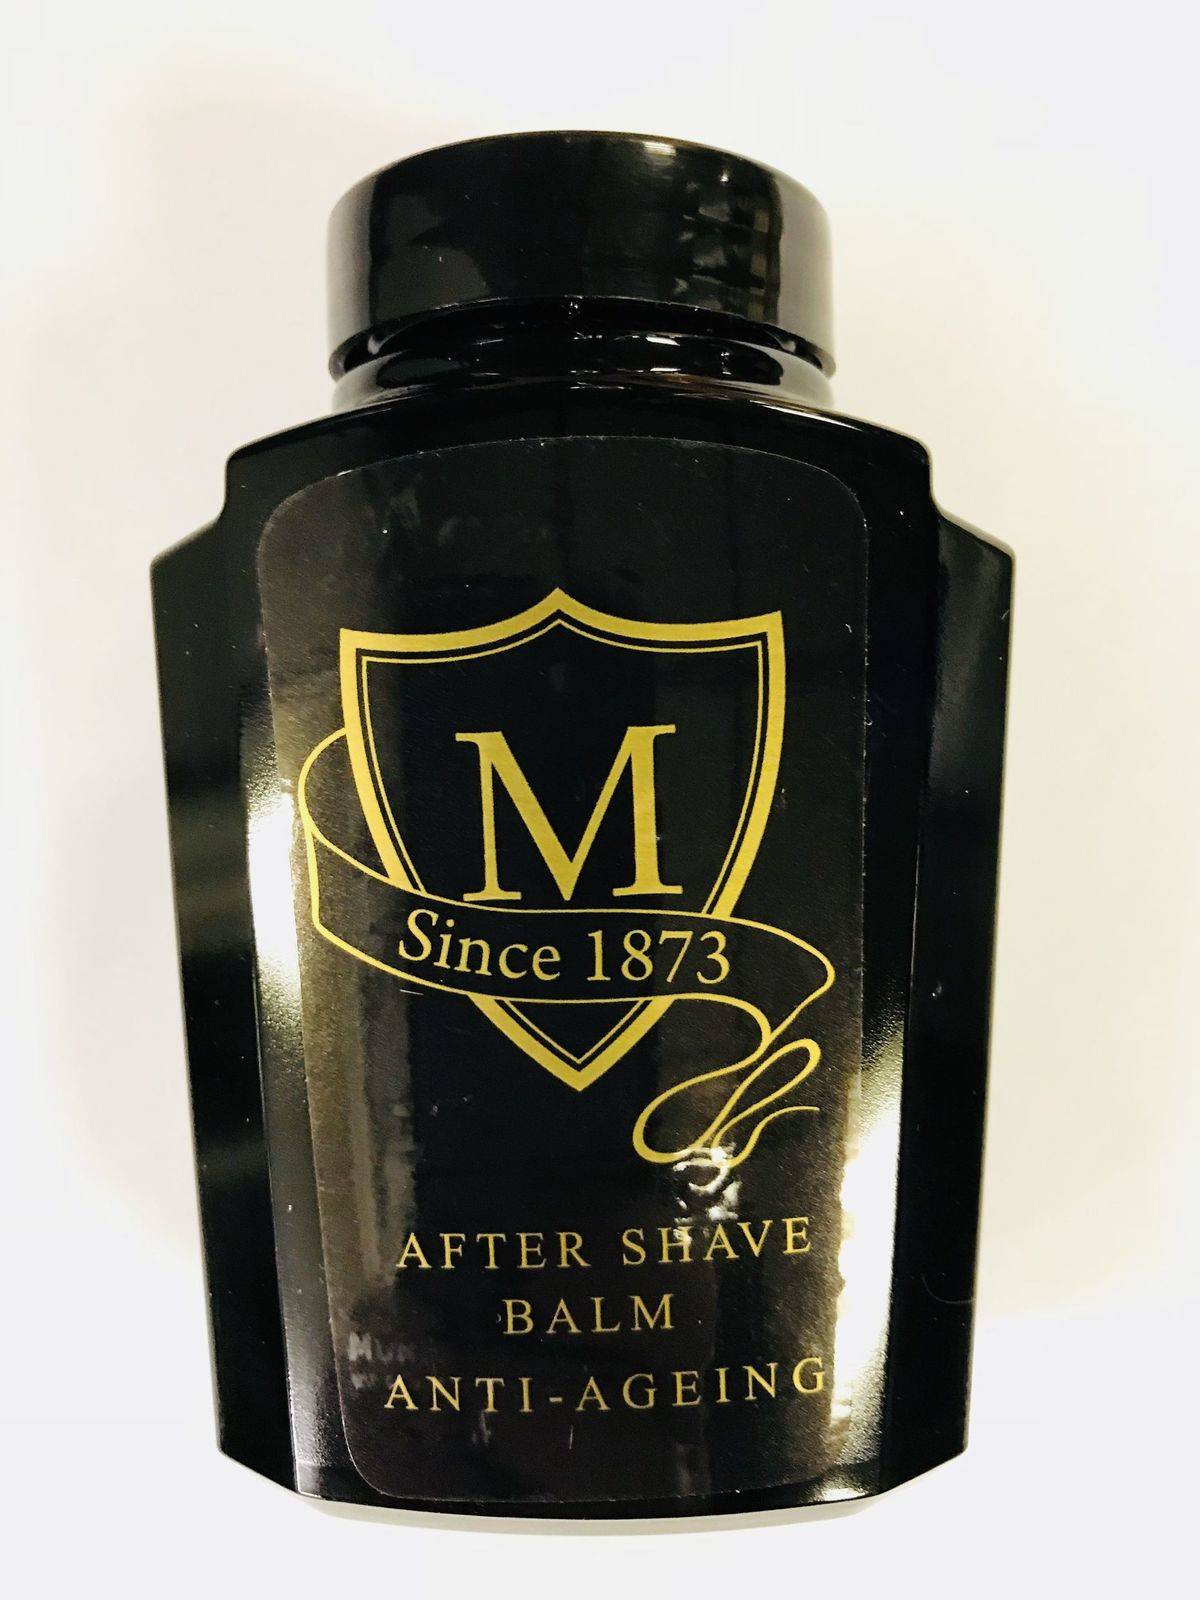 M
Since 1873
AFTER SHAVE
BALM
ANTI-AGEING